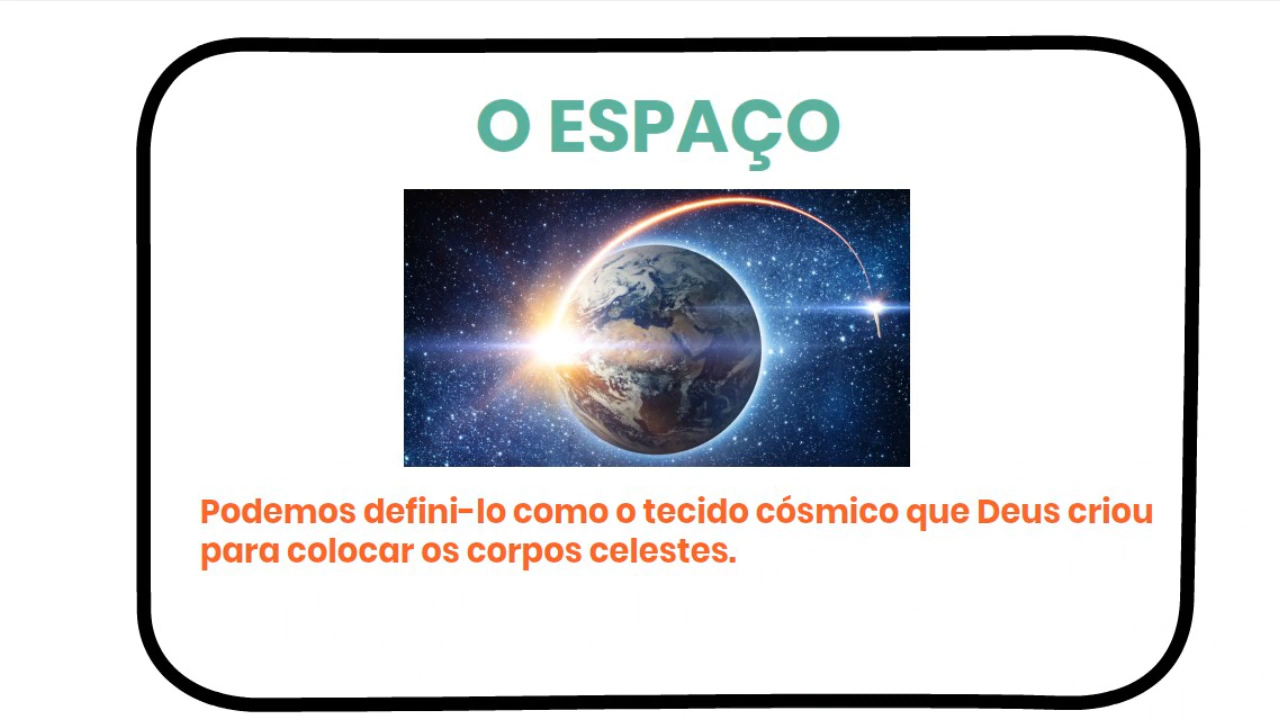 O ESPAÇO
Podemos defini-lo como o tecido cósmico que Deus criou
para colocar os corpos celestes.